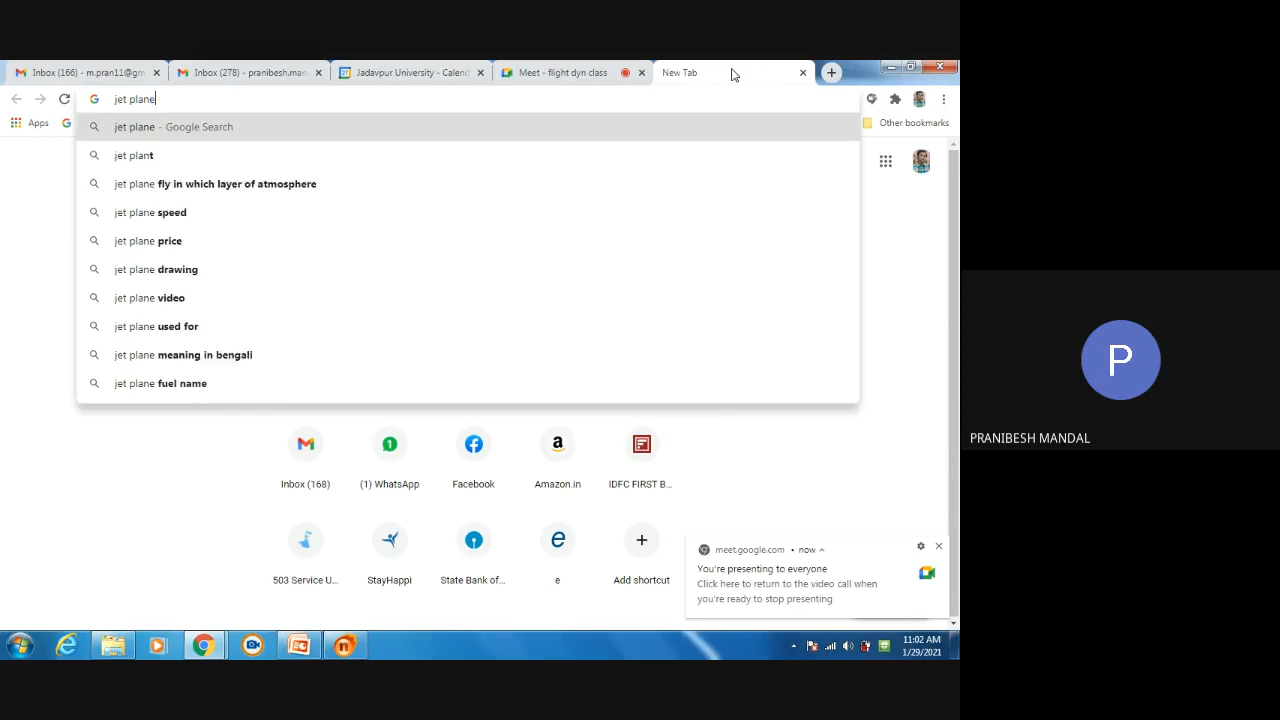 Inbox (166) - m.pran11@gm
Inbox (278) - pranibesh.man
Jadavpur University - Calend
Meet - flight dyn class
New Tab
jet plane
Apps
Other bookmarks
jet plane - Google Search
jet plant
jet plane fly in which layer of atmosphere
jet plane speed
jet plane price
jet plane drawing
jet plane video
jet plane used for
jet plane meaning in bengali
jet plane fuel name
Inbox (168)
(1) WhatsApp
Facebook
Amazon.in
IDFC FIRST B...
503 Service U...
StayHappi
State Bank of...
e
Add shortcut
meet.google.com • now
You're presenting to everyone
Click here to return to the video call when
you're ready to stop presenting
11:02 AM
1/29/2021
P
PRANIBESH MANDAL